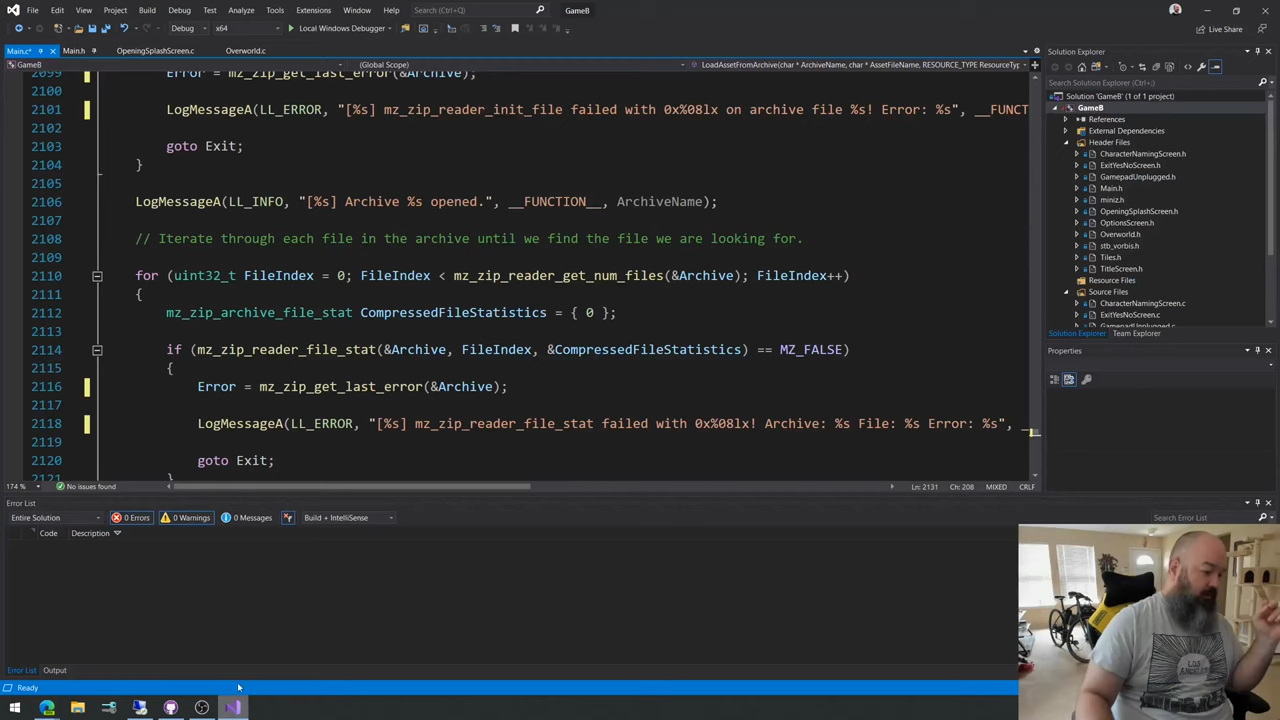 File Edit View Git Project Build Debug Test Analyze Tools Extensions Window Help Search (Ctrl+Q) GameB
Debug x64 Local Windows Debugger Live Share
Main.c* Main.h OpeningSplashScreen.c Overworld.c
GameB (Global Scope) LoadAssetFromArchive(char * ArchiveName, char * AssetFileName, RESOURCE_TYPE ResourceTyp
2099 Error = mz_zip_get_last_error(&Archive);
2100
2101 LogMessageA(LL_ERROR, "[%s] mz_zip_reader_init_file failed with 0x%08lx on archive file %s! Error: %s", __FUNCT
2102
2103 goto Exit;
2104 }
2105
2106 LogMessageA(LL_INFO, "[%s] Archive %s opened.", __FUNCTION__, ArchiveName);
2107
2108 // Iterate through each file in the archive until we find the file we are looking for.
2109
2110 for (uint32_t FileIndex = 0; FileIndex < mz_zip_reader_get_num_files(&Archive); FileIndex++)
2111 {
2112 mz_zip_archive_file_stat CompressedFileStatistics = { 0 };
2113
2114 if (mz_zip_reader_file_stat(&Archive, FileIndex, &CompressedFileStatistics) == MZ_FALSE)
2115 {
2116 Error = mz_zip_get_last_error(&Archive);
2117
2118 LogMessageA(LL_ERROR, "[%s] mz_zip_reader_file_stat failed with 0x%08lx! Archive: %s File: %s Error: %s", _
2119
2120 goto Exit;
2121 }
174 % No issues found Ln: 2131 Ch: 208 MIXED CRLF
Error List
Entire Solution 0 Errors 0 Warnings 0 Messages Build + IntelliSense Search Error List
Code Description
Error List Output
Ready
Solution Explorer
Search Solution Explorer (Ctrl+;)
Solution 'GameB' (1 of 1 project)
GameB
References
External Dependencies
Header Files
CharacterNamingScreen.h
ExitYesNoScreen.h
GamepadUnplugged.h
Main.h
miniz.h
OpeningSplashScreen.h
OptionsScreen.h
Overworld.h
stb_vorbis.h
Tiles.h
TitleScreen.h
Resource Files
Source Files
CharacterNamingScreen.c
ExitYesNoScreen.c
GamepadUnplugged.c
Solution Explorer Team Explorer
Properties
LOS ANGELES